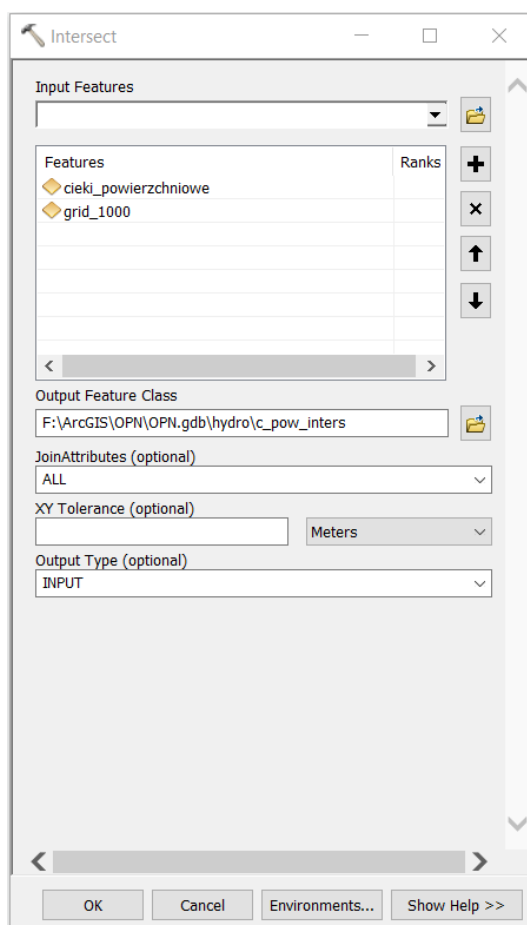 Intersect
Input Features
Features Ranks
cieki_powierzchniowe
grid_1000
Output Feature Class
F:\ArcGIS\OPN\OPN.gdb\hydro\c_pow_inters
JoinAttributes (optional)
ALL
XY Tolerance (optional)
Meters
Output Type (optional)
INPUT
OK Cancel Environments... Show Help >>